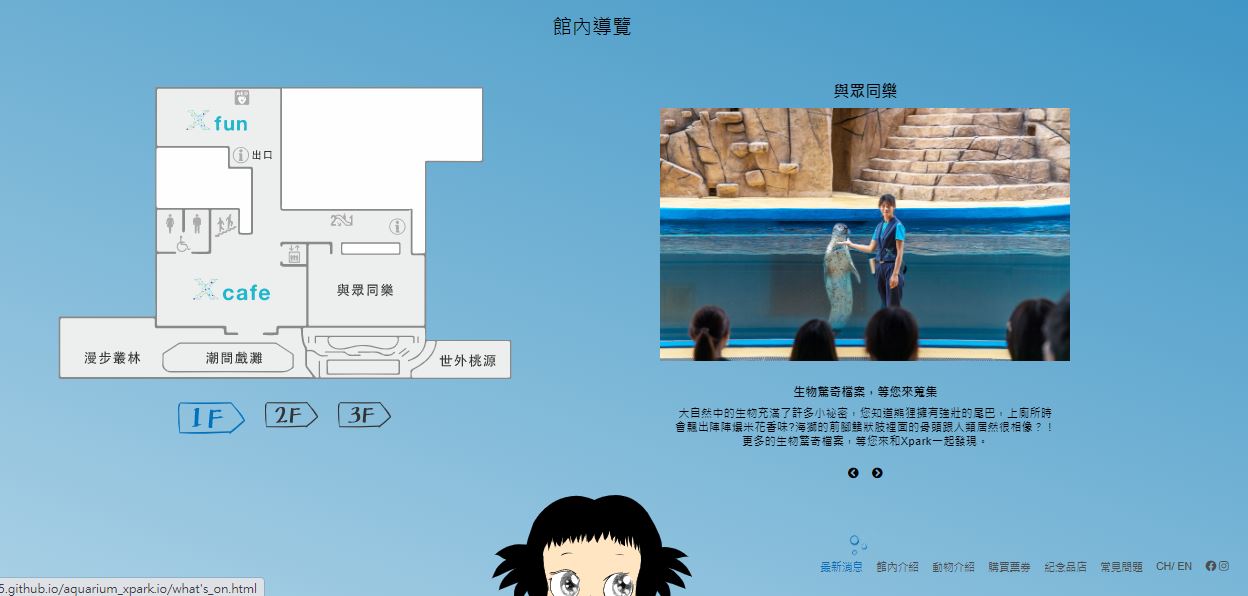 館內導覽
與眾同樂
X fun
出口
X cafe
與眾同樂
漫步叢林
潮間戲灘
世外桃源
1F
2F
3F
生物驚奇檔案，等您來蒐集
大自然中的生物充滿了許多小祕密，您知道熊狸擁有強壯的尾巴，上廁所時
會飄出陣陣爆米花香味?海獅的前腳鰭狀肢裡面的骨頭跟人類居然很相像？！
更多的生物驚奇檔案，等您來和Xpark一起發現。
最新消息 館內介紹 動物介紹 購買票券 紀念品店 常見問題 CH/ EN
5.github.io/aquarium_xpark.io/what's_on.html